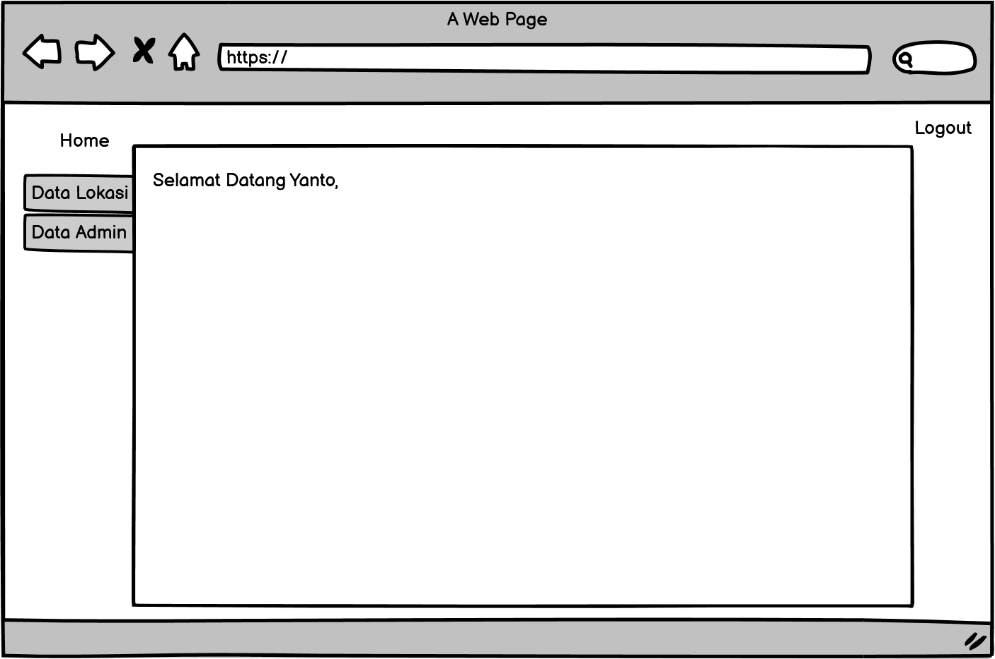 A Web Page
https://
Home
Logout
Data Lokasi
Data Admin
Selamat Datang Yanto,